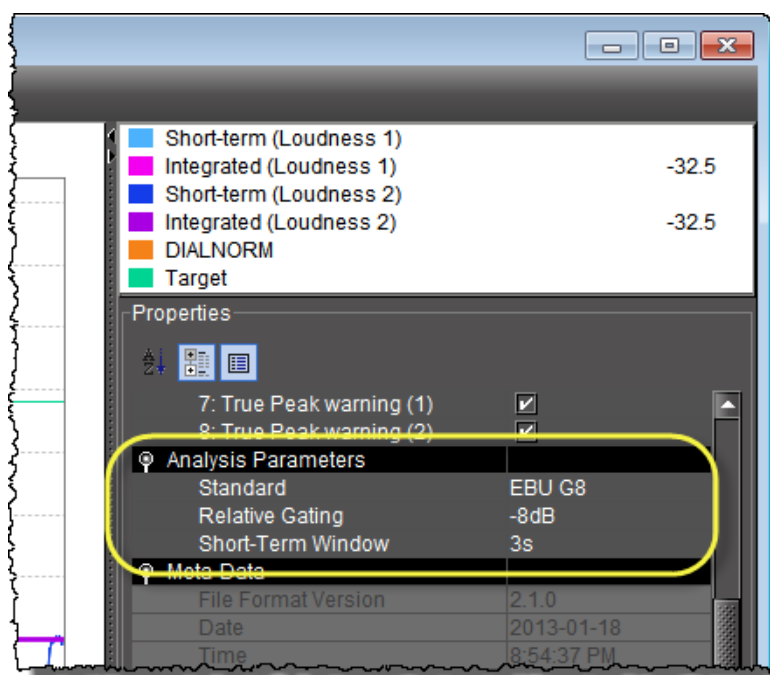 Short-term (Loudness 1)
Integrated (Loudness 1) -32.5
Short-term (Loudness 2)
Integrated (Loudness 2) -32.5
DIALNORM
Target
Properties
7: True Peak warning (1)
8: True Peak warning (2)
Analysis Parameters
Standard EBU G8
Relative Gating -8dB
Short-Term Window 3s
Meta Data
File Format Version 2.1.0
Date 2013-01-18
Time 8:54:37 PM